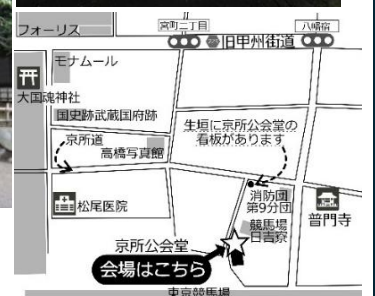 フォーリス
宮町二丁目
八幡宿
旧甲州街道
モナムール
大国魂神社
国史跡武蔵国府跡
京所道
高橋写真館
生垣に京所公会堂の
看板があります
松尾医院
消防団
第9分団
競馬場
日吉寮
普門寺
京所公会堂
会場はこちら
東京競馬場